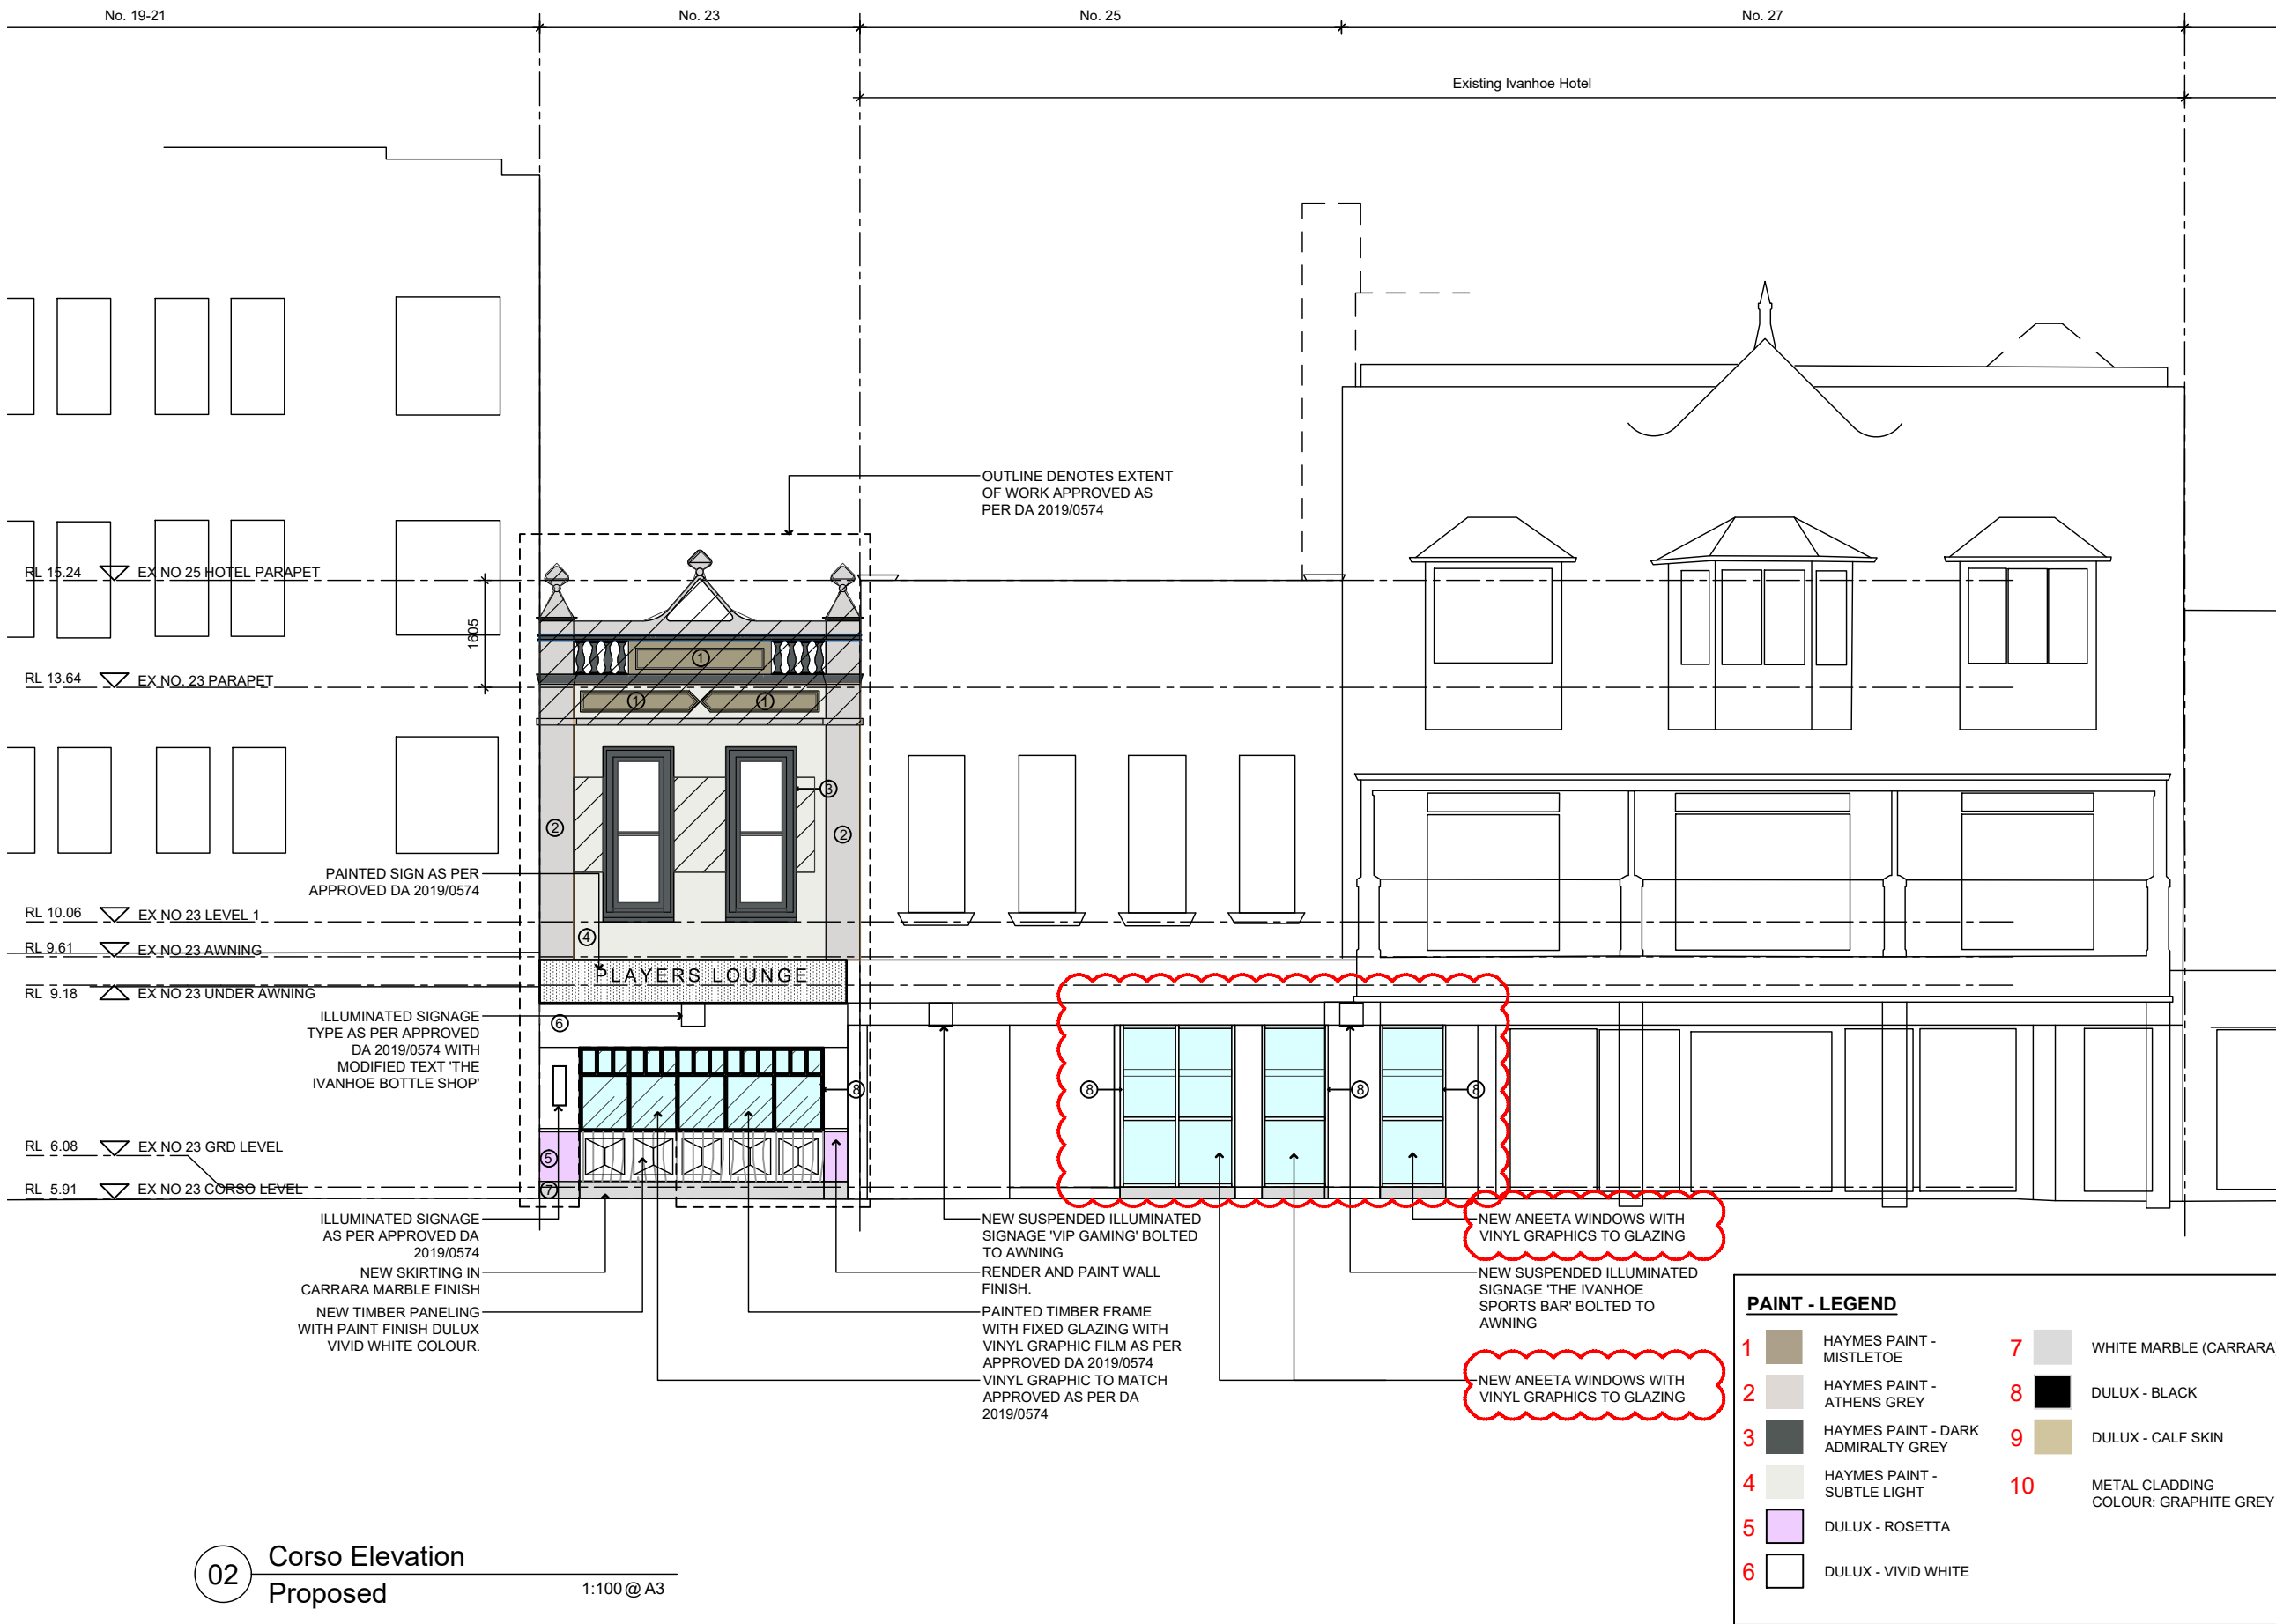 No. 19-21
No. 23
No. 25
No. 27
Existing Ivanhoe Hotel
OUTLINE DENOTES EXTENT
OF WORK APPROVED AS
PER DA 2019/0574
RL 15.24
EX NO 25 HOTEL PARAPET
1605
RL 13.64
EX NO. 23 PARAPET
1
1
1
3
2
2
PAINTED SIGN AS PER
APPROVED DA 2019/0574
RL 10.06
EX NO 23 LEVEL 1
4
RL 9.61
EX NO 23 AWNING
PLAYERS LOUNGE
RL 9.18
EX NO 23 UNDER AWNING
ILLUMINATED SIGNAGE
TYPE AS PER APPROVED
DA 2019/0574 WITH
MODIFIED TEXT 'THE
IVANHOE BOTTLE SHOP'
6
8
8
8
8
RL 6.08
EX NO 23 GRD LEVEL
5
RL 5.91
EX NO 23 CORSO LEVEL
7
ILLUMINATED SIGNAGE
AS PER APPROVED DA
2019/0574
NEW SKIRTING IN
CARRARA MARBLE FINISH
NEW TIMBER PANELING
WITH PAINT FINISH DULUX
VIVID WHITE COLOUR.
NEW SUSPENDED ILLUMINATED
SIGNAGE 'VIP GAMING' BOLTED
TO AWNING
RENDER AND PAINT WALL
FINISH.
PAINTED TIMBER FRAME
WITH FIXED GLAZING WITH
VINYL GRAPHIC FILM AS PER
APPROVED DA 2019/0574
VINYL GRAPHIC TO MATCH
APPROVED AS PER DA
2019/0574
NEW ANEETA WINDOWS WITH
VINYL GRAPHICS TO GLAZING
NEW SUSPENDED ILLUMINATED
SIGNAGE 'THE IVANHOE
SPORTS BAR' BOLTED TO
AWNING
NEW ANEETA WINDOWS WITH
VINYL GRAPHICS TO GLAZING
PAINT - LEGEND
1
HAYMES PAINT -
MISTLETOE
2
HAYMES PAINT -
ATHENS GREY
3
HAYMES PAINT - DARK
ADMIRALTY GREY
4
HAYMES PAINT -
SUBTLE LIGHT
5
DULUX - ROSETTA
6
DULUX - VIVID WHITE
7
WHITE MARBLE (CARRARA
8
DULUX - BLACK
9
DULUX - CALF SKIN
10
METAL CLADDING
COLOUR: GRAPHITE GREY
02
Corso Elevation
Proposed
1:100 @ A3